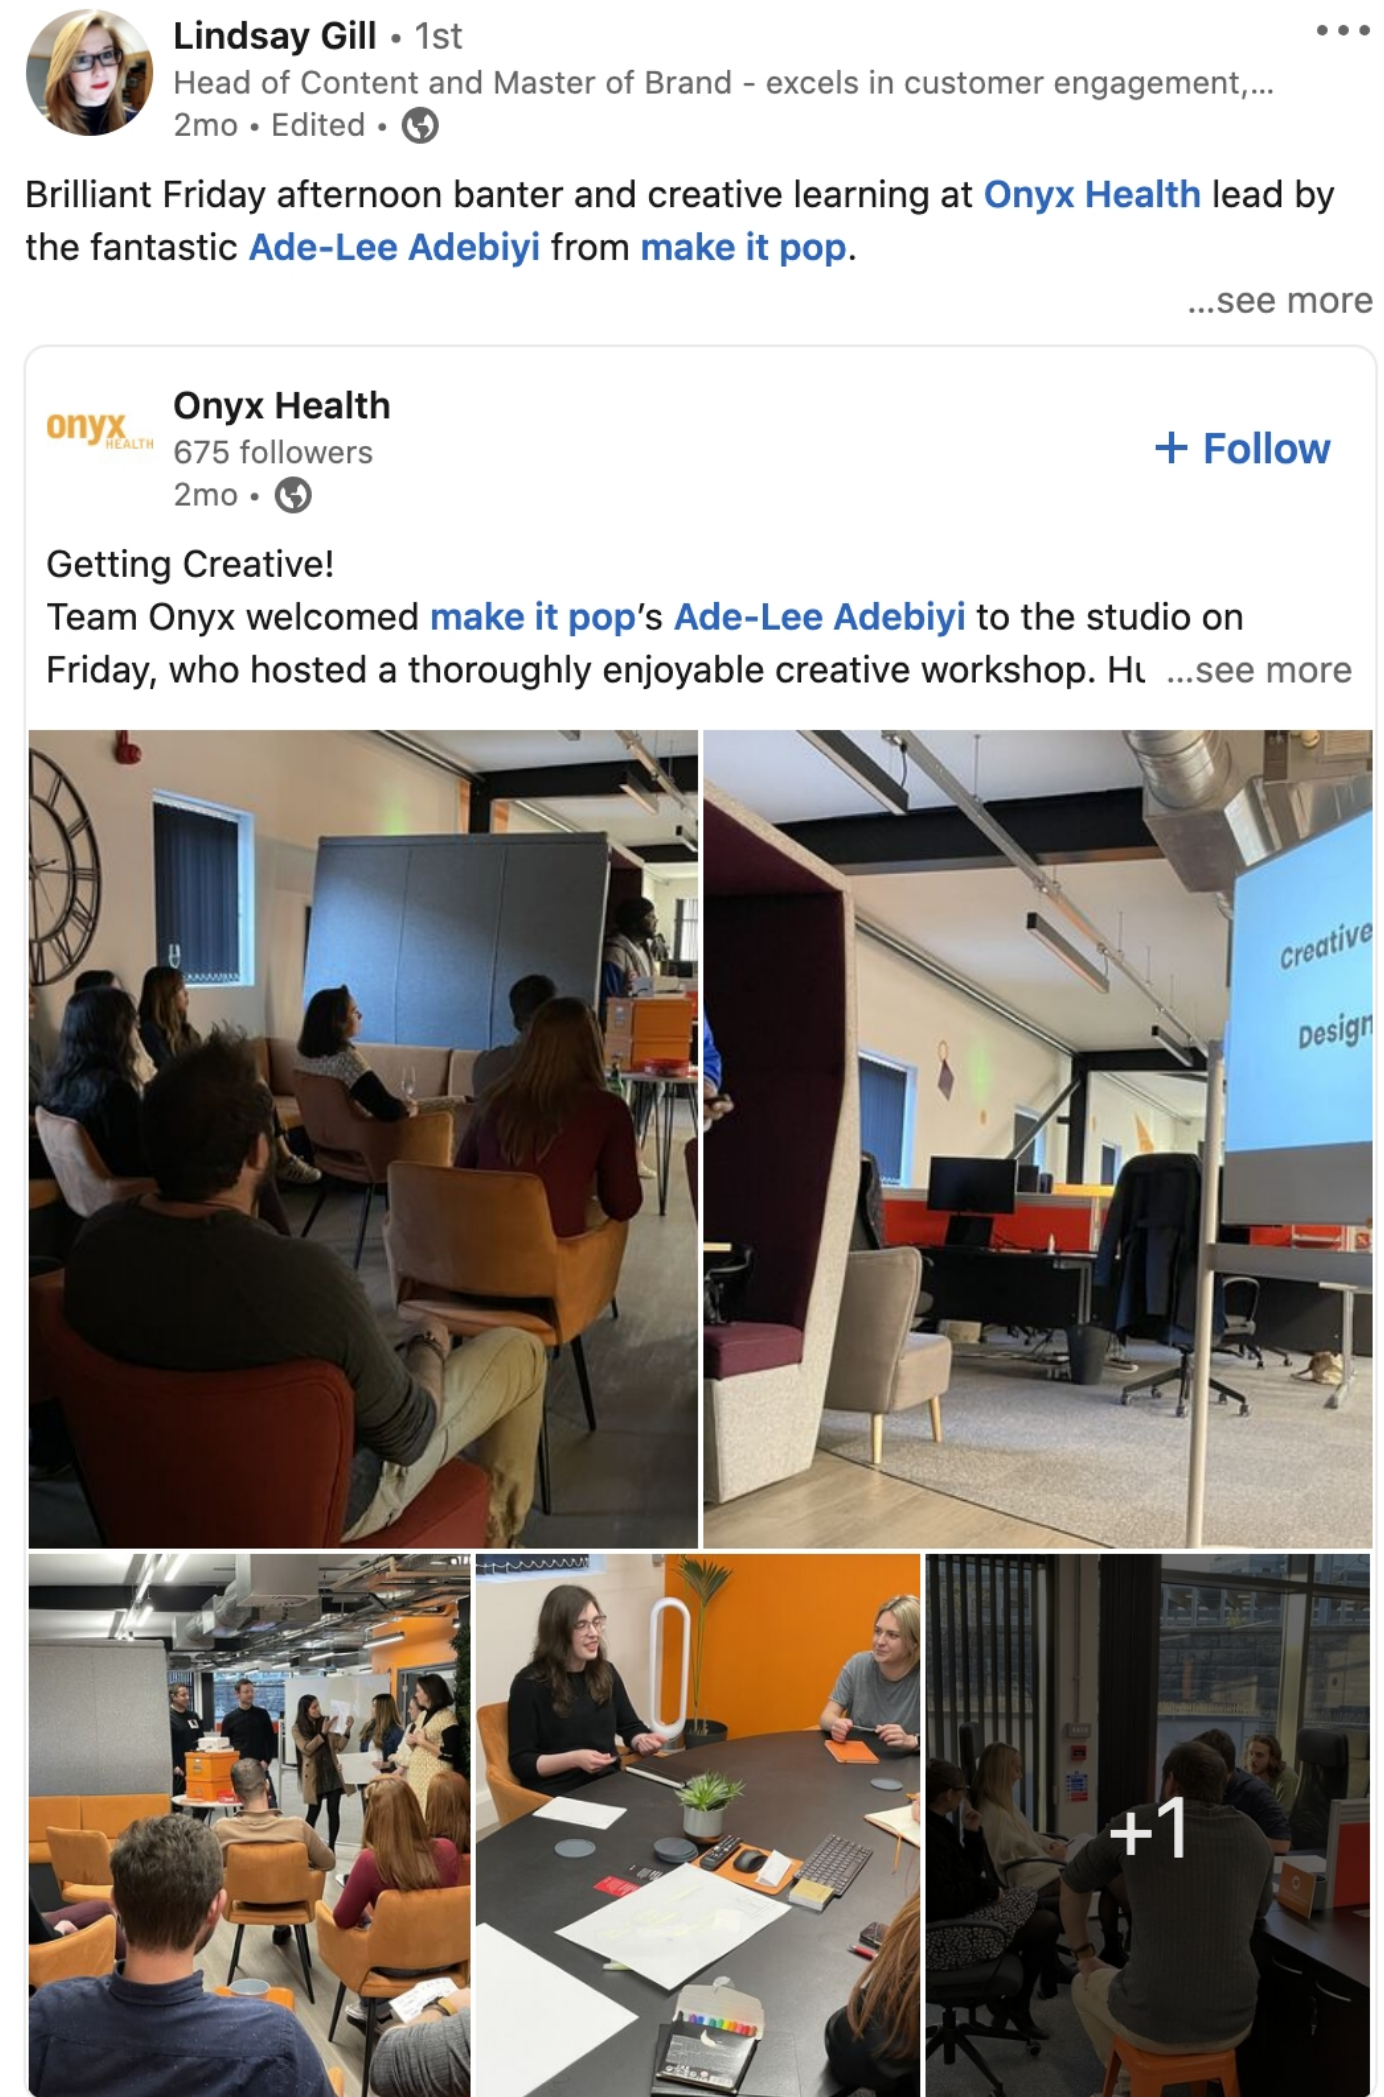 Lindsay Gill • 1st
Head of Content and Master of Brand - excels in customer engagement,...
2mo • Edited •
Brilliant Friday afternoon banter and creative learning at Onyx Health lead by
the fantastic Ade-Lee Adebiyi from make it pop.
...see more
onyx
HEALTH
Onyx Health
675 followers
2mo •
+ Follow
Getting Creative!
Team Onyx welcomed make it pop's Ade-Lee Adebiyi to the studio on
Friday, who hosted a thoroughly enjoyable creative workshop. Hu ...see more
Creative
Design
+1